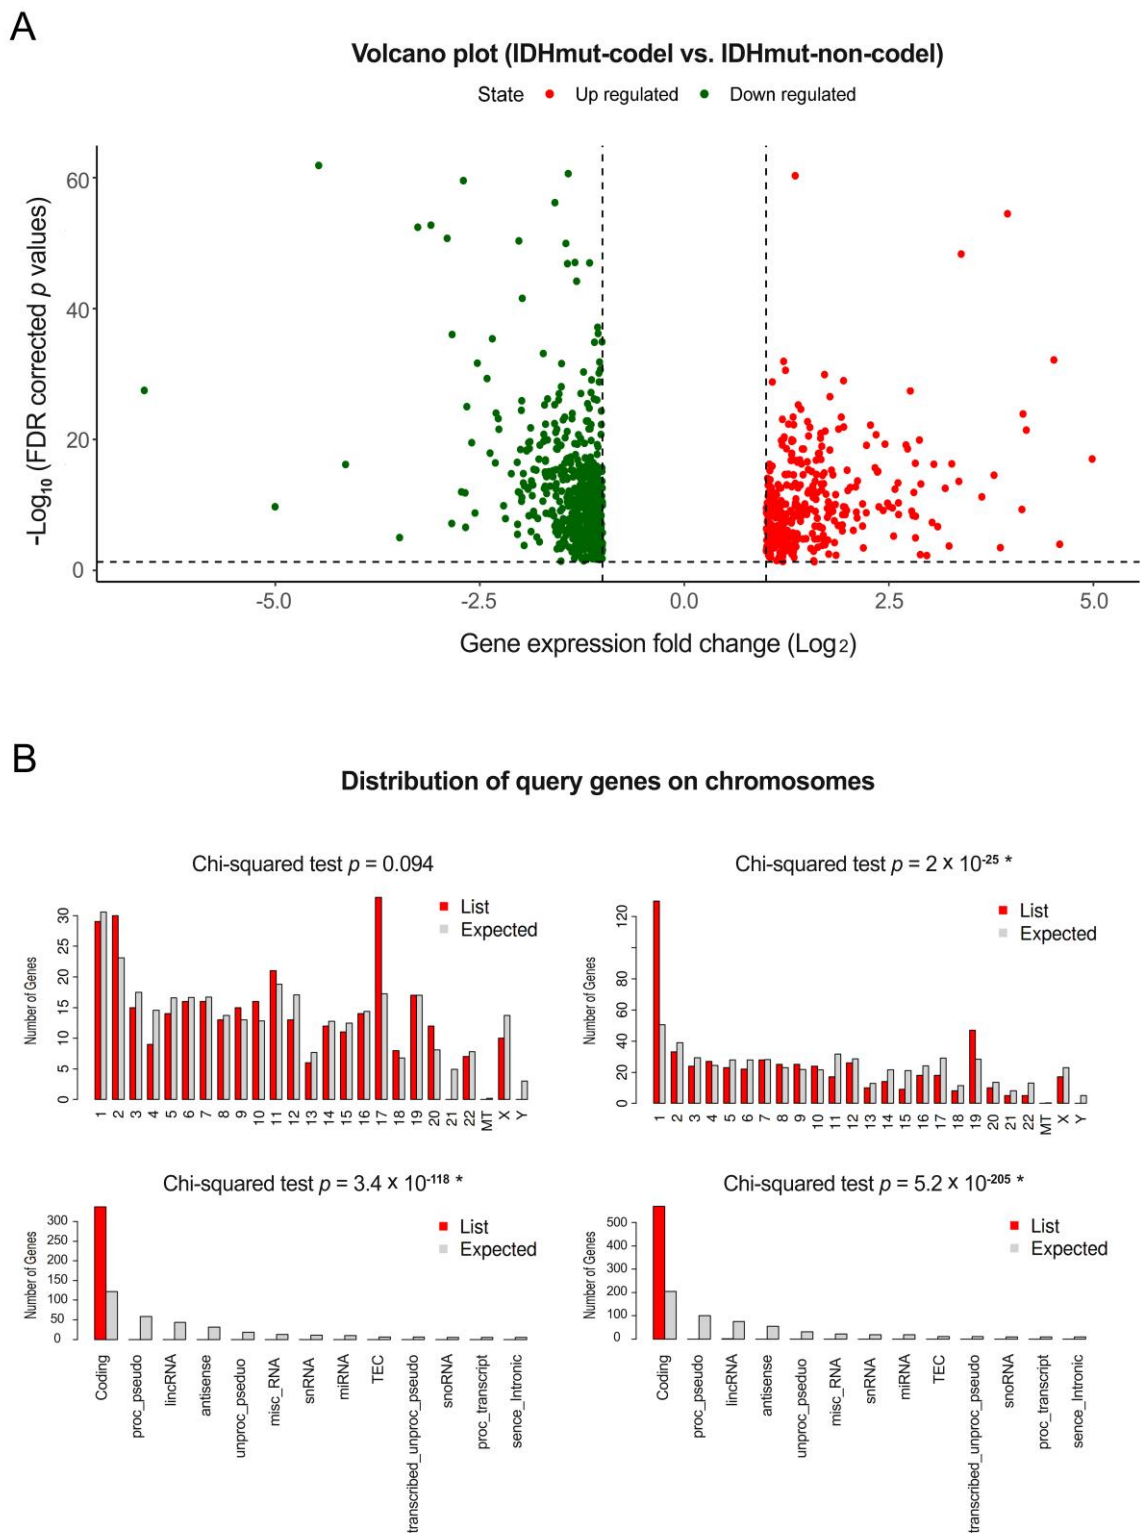 A
Volcano plot (IDHmut-codel vs. IDHmut-non-codel)
State Up regulated Down regulated
-Log10 (FDR corrected p values)
60
40
20
0
-5.0 -2.5 0.0 2.5 5.0
Gene expression fold change (Log2)
B
Distribution of query genes on chromosomes
Chi-squared test p = 0.094
List
Expected
Number of Genes
30
25
20
15
10
5
0
1 2 3 4 5 6 7 8 9 10 11 12 13 14 15 16 17 18 19 20 21 22 MT X Y
Chi-squared test p = 2 x 10-25 *
List
Expected
Number of Genes
120
80
60
40
20
0
1 2 3 4 5 6 7 8 9 10 11 12 13 14 15 16 17 18 19 20 21 22 MT X Y
Chi-squared test p = 3.4 x 10-118 *
List
Expected
Number of Genes
300
250
200
150
100
50
0
Coding
proc_pseudo
lincRNA
antisense
unproc_pseduo
misc_RNA
snRNA
miRNA
TEC
transcribed_unproc_pseudo
snoRNA
proc_transcript
sence_Intronic
Chi-squared test p = 5.2 x 10-205 *
List
Expected
Number of Genes
500
400
300
200
100
0
Coding
proc_pseudo
lincRNA
antisense
unproc_pseduo
misc_RNA
snRNA
miRNA
TEC
transcribed_unproc_pseudo
snoRNA
proc_transcript
sence_Intronic